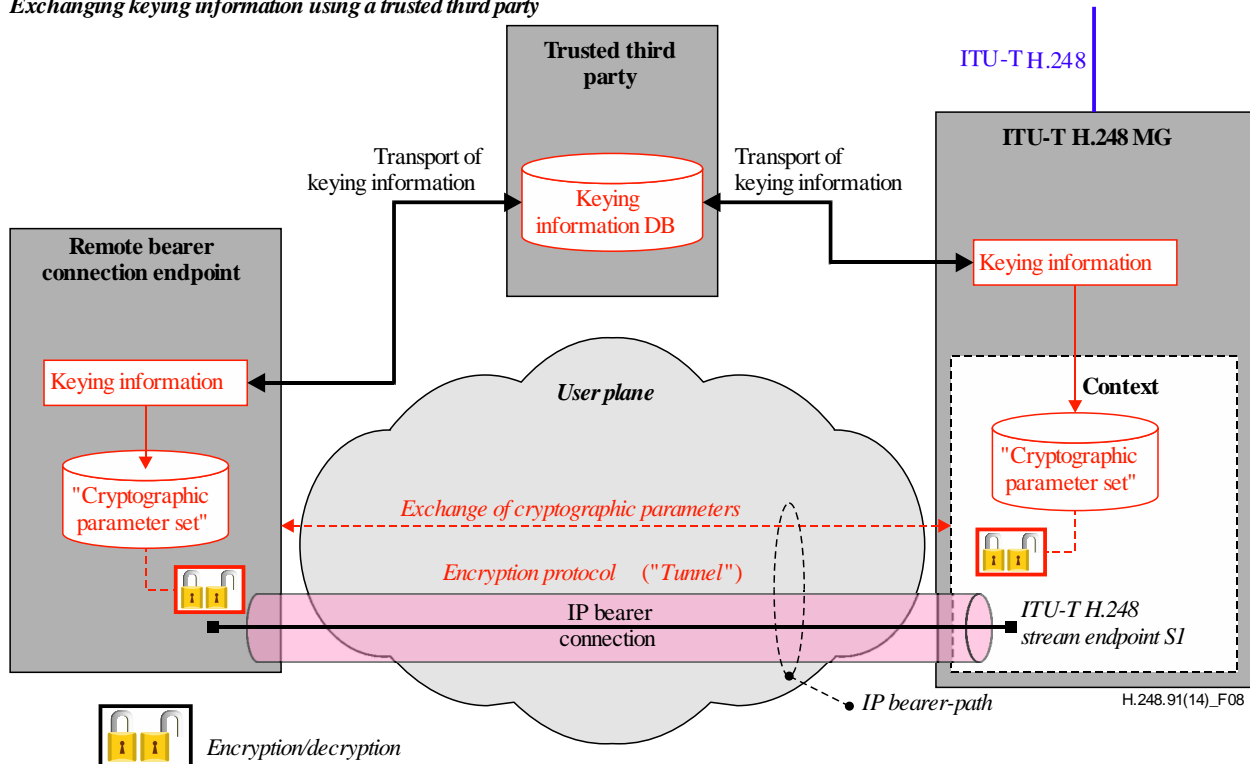 Exchanging keying information using a trusted third party
Trusted third
party
ITU-T H.248
ITU-T H.248 MG
Transport of
keying information
Transport of
keying information
Keying
information DB
Remote bearer
connection endpoint
Keying information
Keying information
User plane
Context
"Cryptographic
parameter set"
"Cryptographic
parameter set"
Exchange of cryptographic parameters
Encryption protocol ("Tunnel")
IP bearer
connection
ITU-T H.248
stream endpoint S1
IP bearer-path
H.248.91(14)_F08
Encryption/decryption